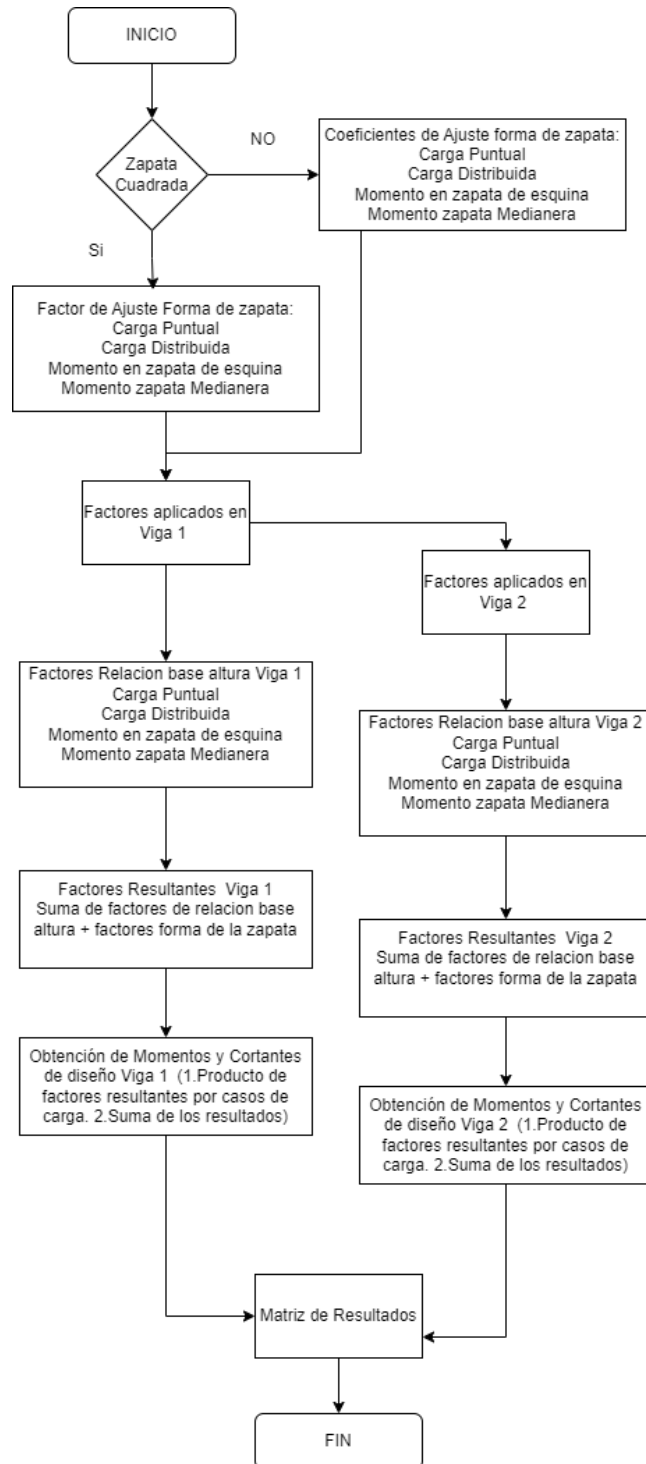 INICIO
NO
Zapata
Cuadrada
Coeficientes de Ajuste forma de zapata:
Carga Puntual
Carga Distribuida
Momento en zapata de esquina
Momento zapata Medianera
Si
Factor de Ajuste Forma de zapata:
Carga Puntual
Carga Distribuida
Momento en zapata de esquina
Momento zapata Medianera
Factores aplicados en
Viga 1
Factores aplicados en
Viga 2
Factores Relacion base altura Viga 1
Carga Puntual
Carga Distribuida
Momento en zapata de esquina
Momento zapata Medianera
Factores Relacion base altura Viga 2
Carga Puntual
Carga Distribuida
Momento en zapata de esquina
Momento zapata Medianera
Factores Resultantes Viga 1
Suma de factores de relacion base
altura + factores forma de la zapata
Factores Resultantes Viga 2
Suma de factores de relacion base
altura + factores forma de la zapata
Obtención de Momentos y Cortantes
de diseño Viga 1 (1.Producto de
factores resultantes por casos de
carga. 2.Suma de los resultados)
Obtención de Momentos y Cortantes
de diseño Viga 2 (1.Producto de
factores resultantes por casos de
carga. 2.Suma de los resultados)
Matriz de Resultados
FIN